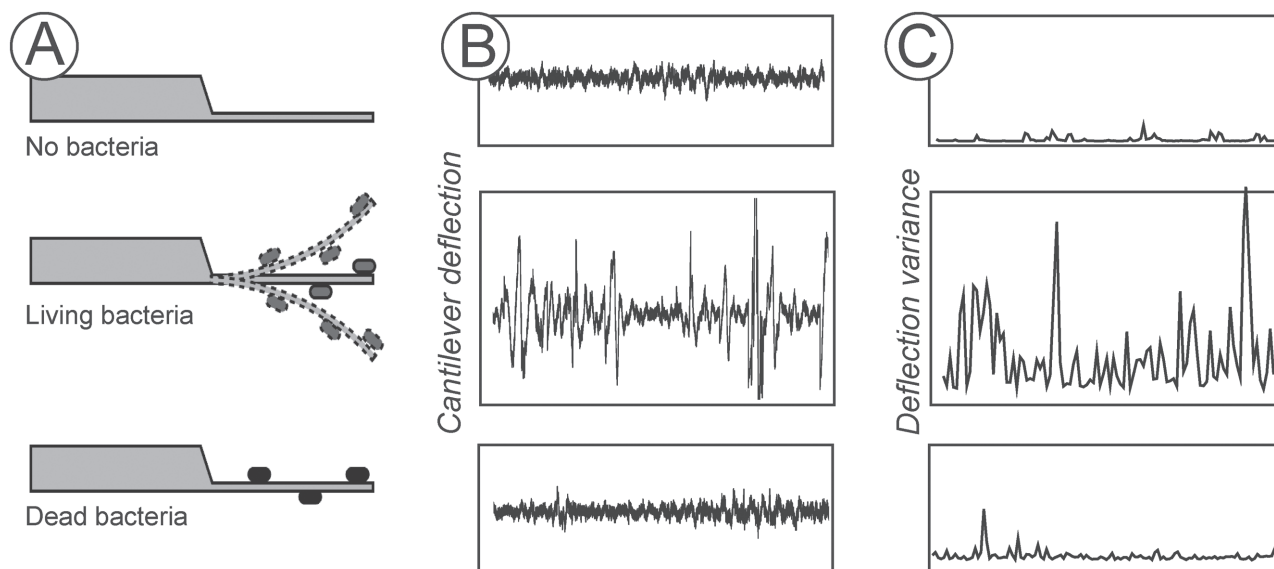 A
B
C
No bacteria
Living bacteria
Dead bacteria
Cantilever deflection
Deflection variance